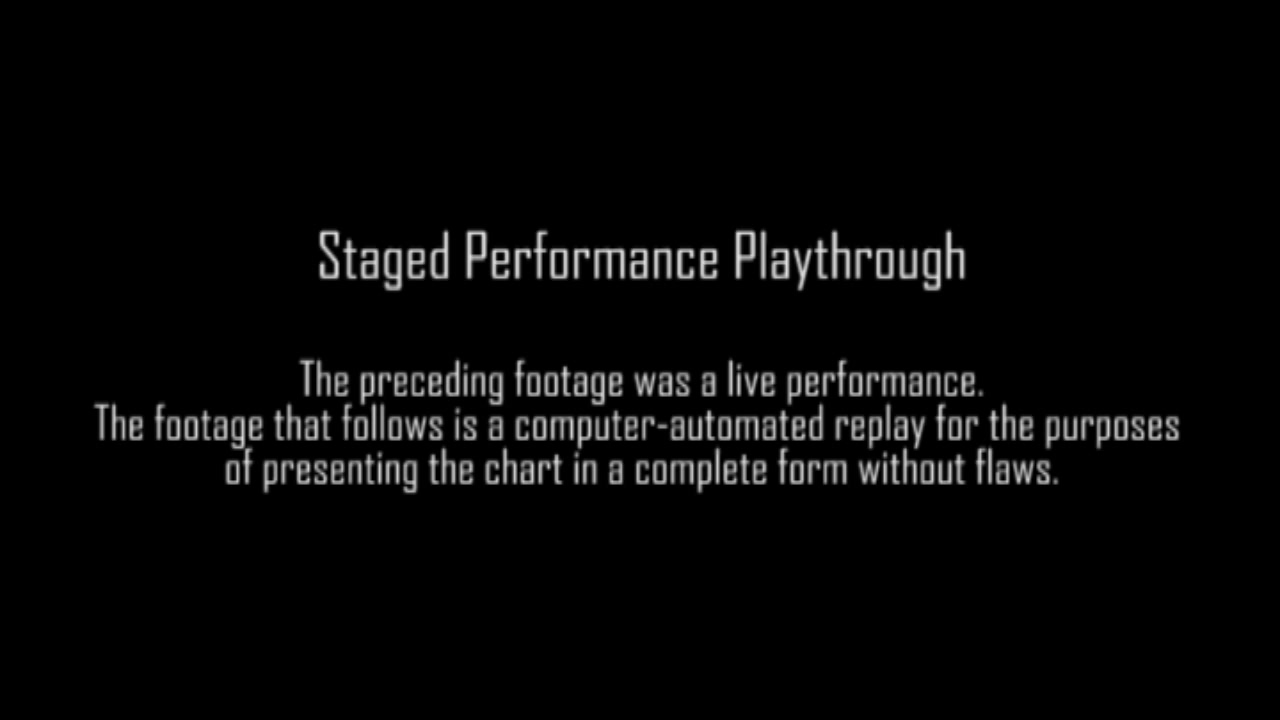 Staged Performance Playthrough
The preceding footage was a live performance.
The footage that follows is a computer-automated replay for the purposes
of presenting the chart in a complete form without flaws.